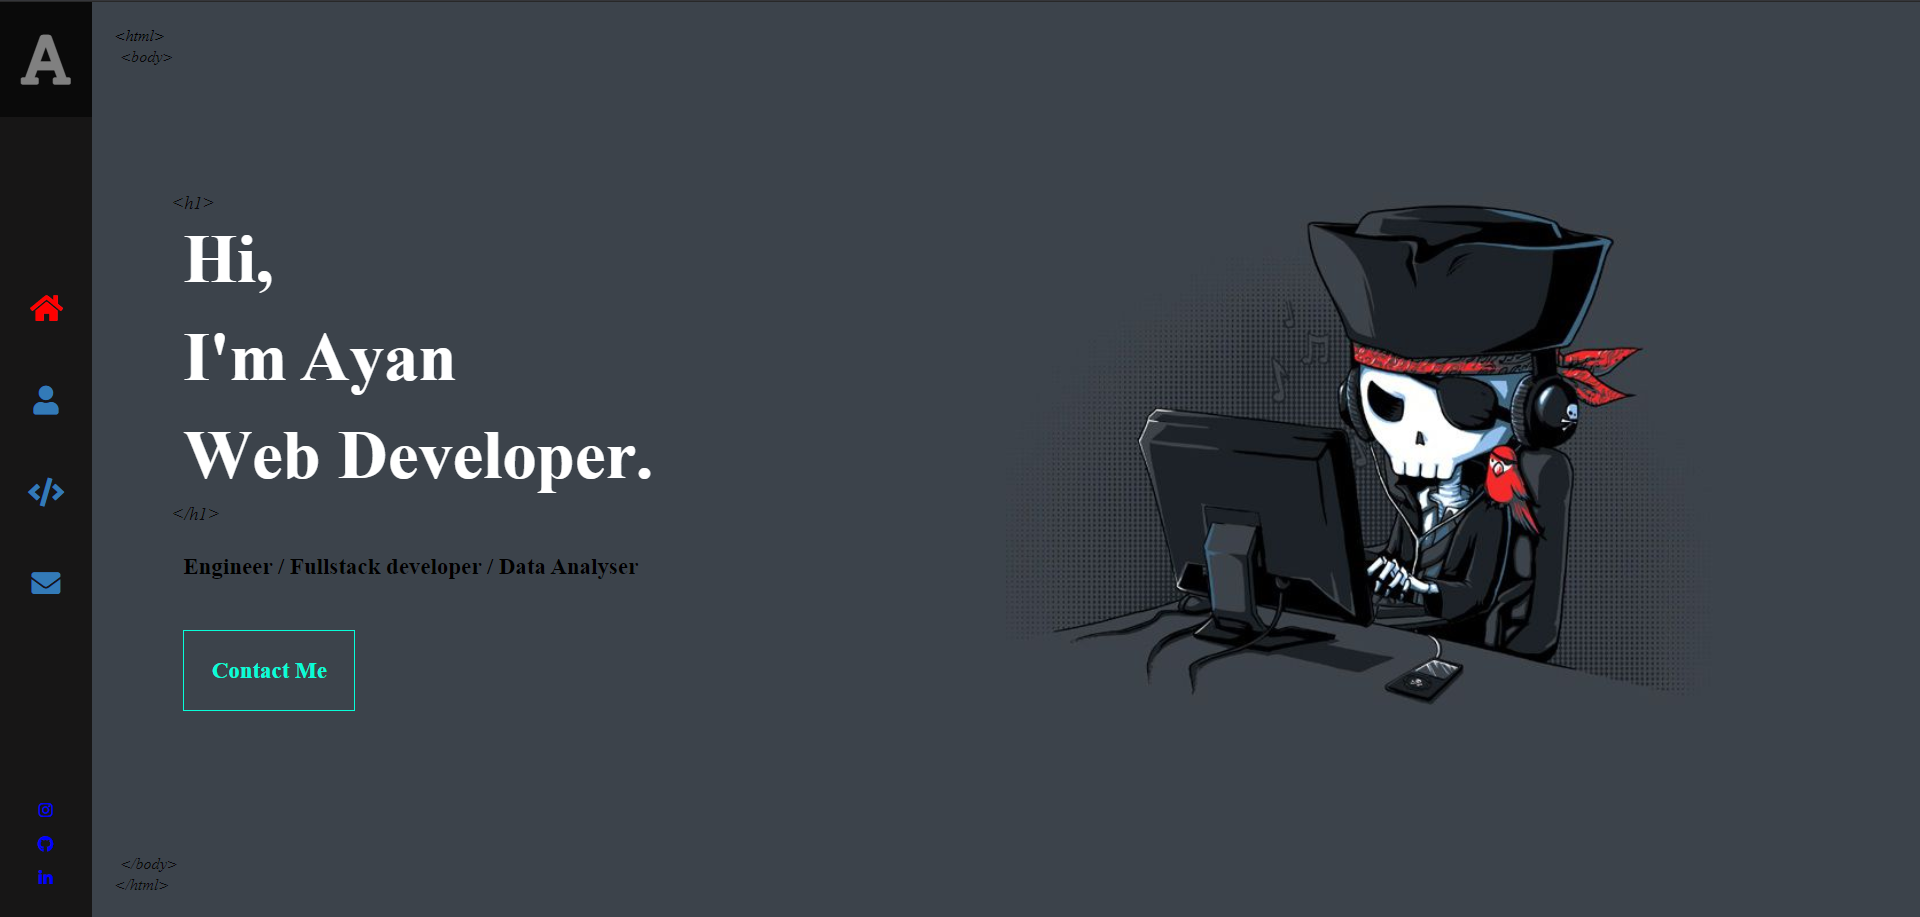 A
<html>
<body>
<h1>
Hi,
I'm Ayan
Web Developer.
</h1>
Engineer / Fullstack developer / Data Analyser
Contact Me
</body>
</html>